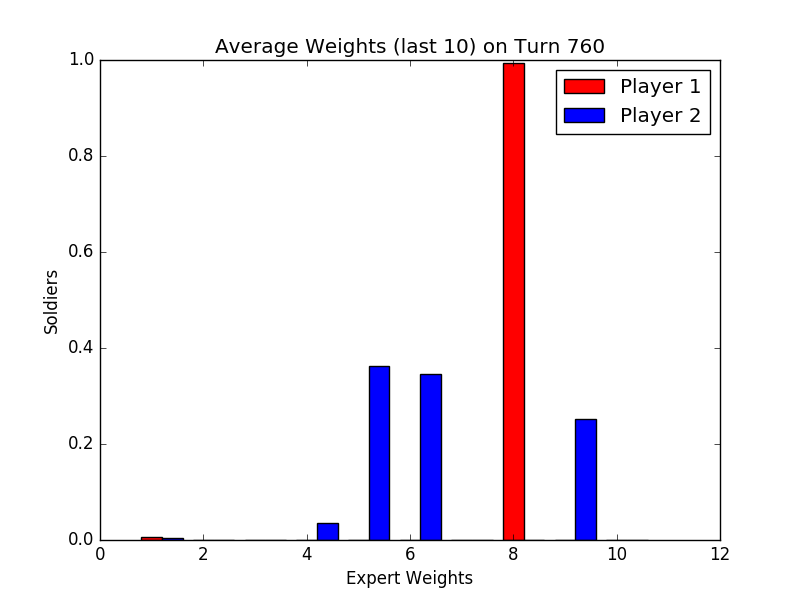 Average Weights (last 10) on Turn 760
1.0
Player 1
Player 2
0.8
0.6
Soldiers
0.4
0.2
0.0
0 2 4 6 8 10 12
Expert Weights